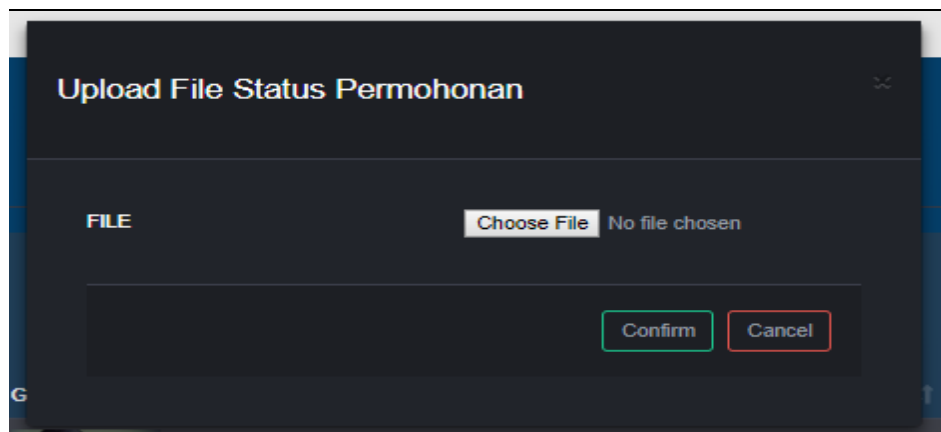 Upload File Status Permohonan
FILE
Choose File No file chosen
Confirm Cancel
G